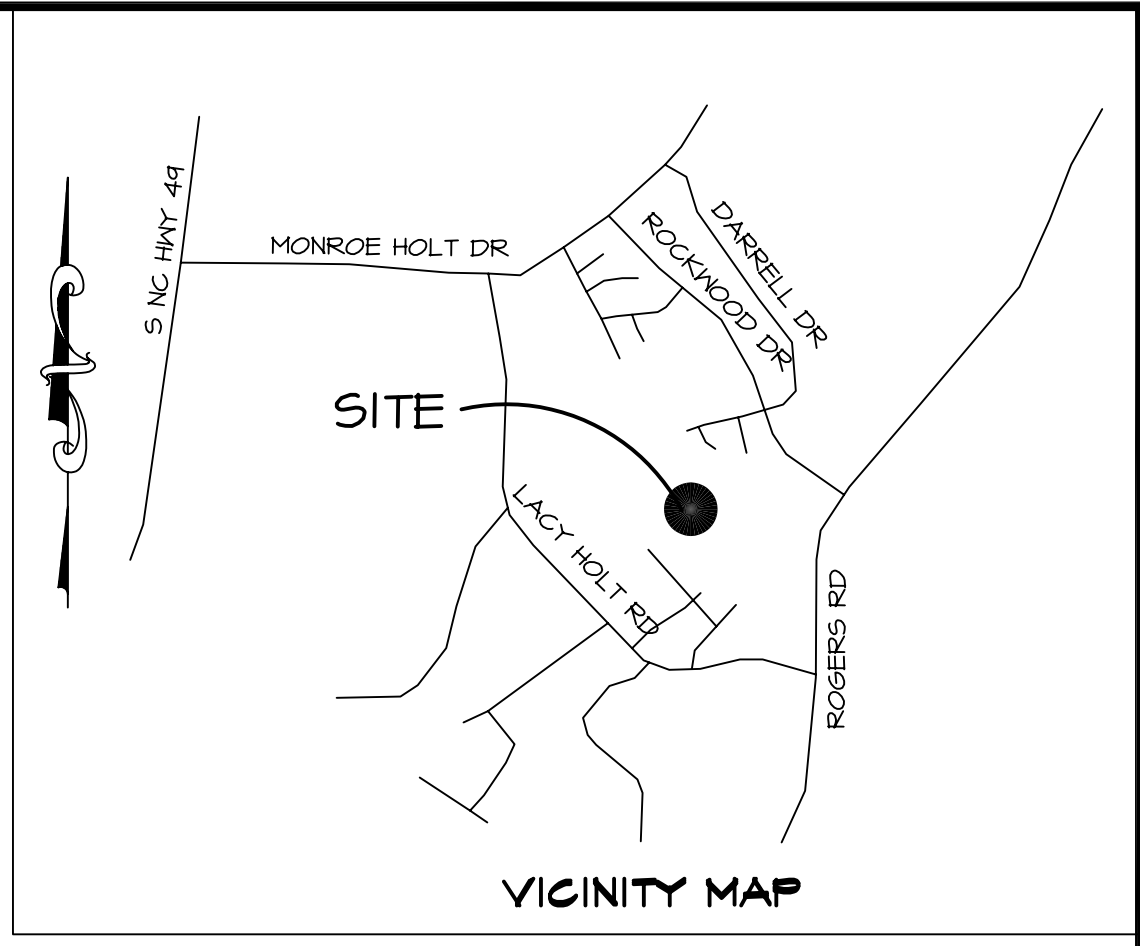 S NC HWY 49
MONROE HOLT DR
DARRELL DR
ROCKWOOD DR
SITE
LACY HOLT RD
ROGERS RD
VICINITY MAP